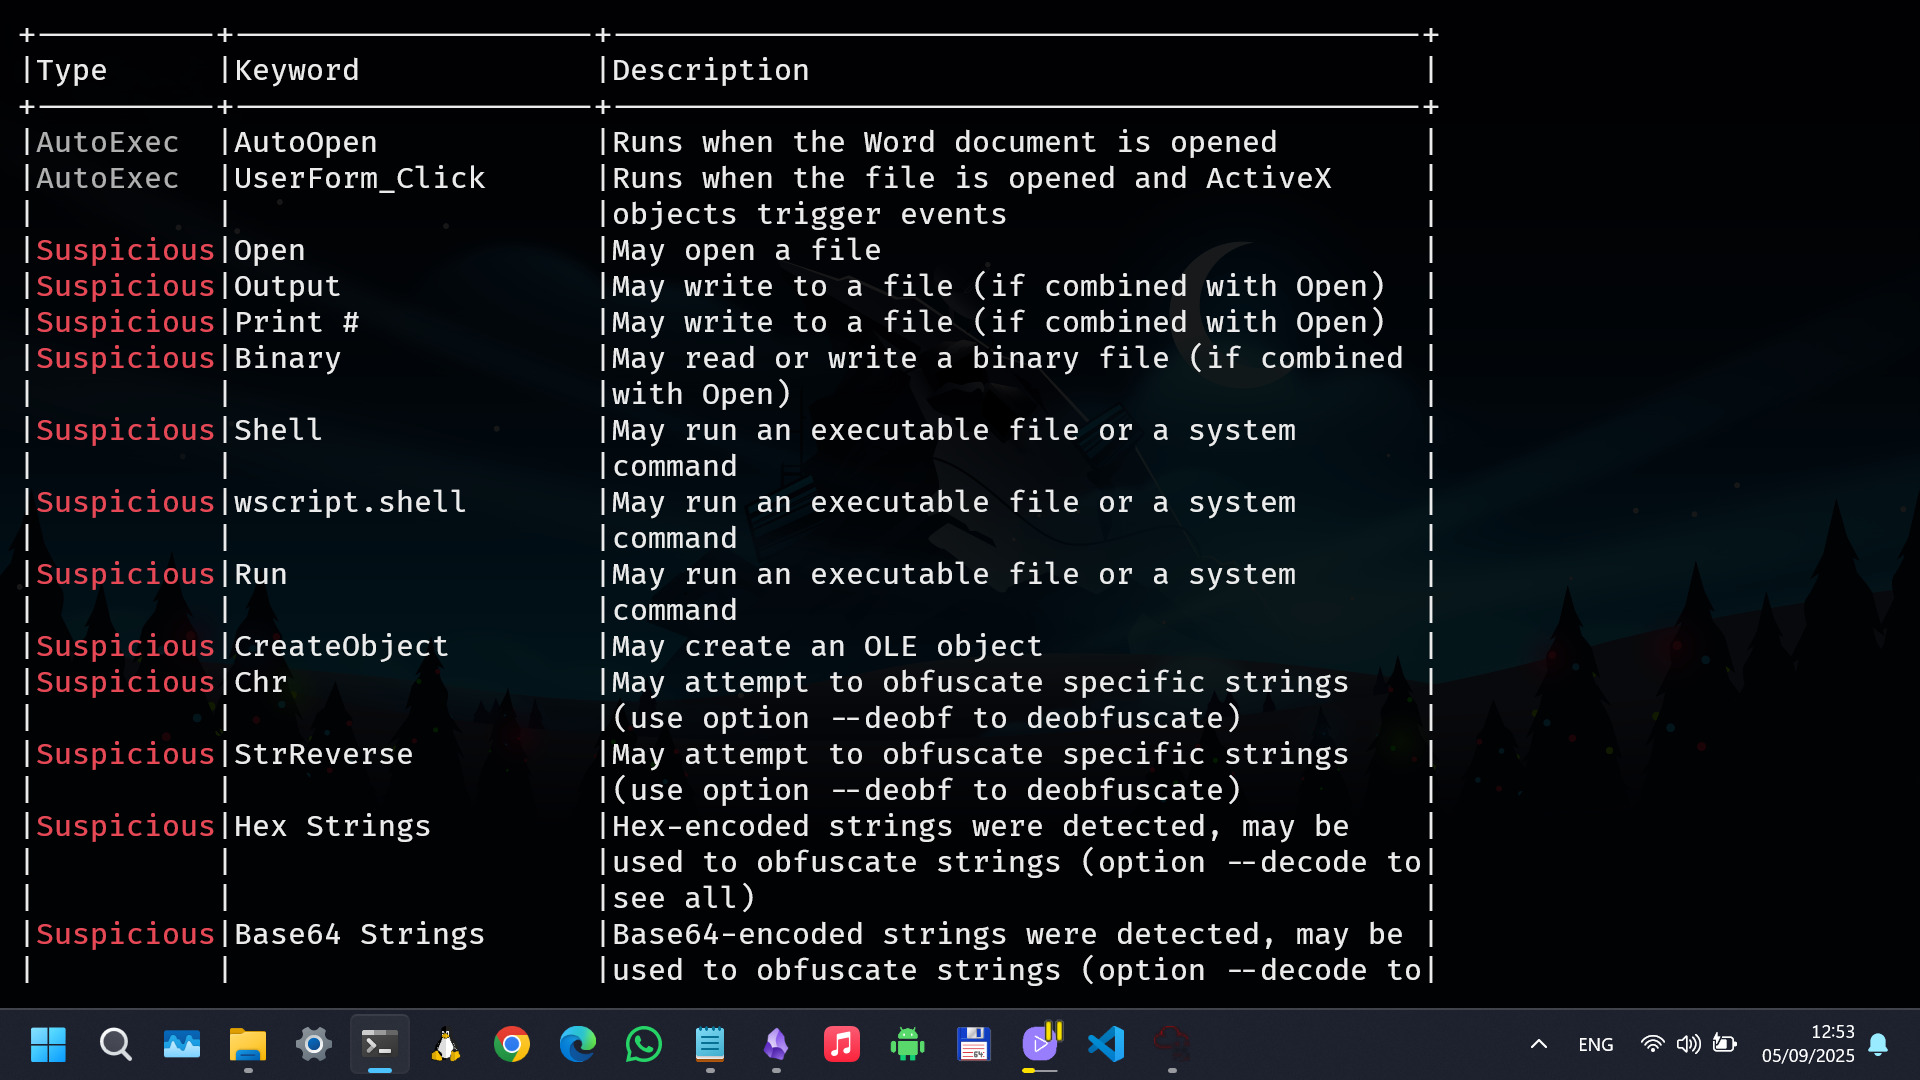 +----------+--------------------+---------------------------------------------+
|Type      |Keyword             |Description                                  |
+----------+--------------------+---------------------------------------------+
|AutoExec  |AutoOpen            |Runs when the Word document is opened        |
|AutoExec  |UserForm_Click      |Runs when the file is opened and ActiveX     |
|          |                    |objects trigger events                       |
|Suspicious|Open                |May open a file                              |
|Suspicious|Output              |May write to a file (if combined with Open)  |
|Suspicious|Print #             |May write to a file (if combined with Open)  |
|Suspicious|Binary              |May read or write a binary file (if combined |
|          |                    |with Open)                                   |
|Suspicious|Shell               |May run an executable file or a system       |
|          |                    |command                                      |
|Suspicious|wscript.shell       |May run an executable file or a system       |
|          |                    |command                                      |
|Suspicious|Run                 |May run an executable file or a system       |
|          |                    |command                                      |
|Suspicious|CreateObject        |May create an OLE object                     |
|Suspicious|Chr                 |May attempt to obfuscate specific strings    |
|          |                    |(use option --deobf to deobfuscate)          |
|Suspicious|StrReverse          |May attempt to obfuscate specific strings    |
|          |                    |(use option --deobf to deobfuscate)          |
|Suspicious|Hex Strings         |Hex-encoded strings were detected, may be    |
|          |                    |used to obfuscate strings (option --decode to|
|          |                    |see all)                                     |
|Suspicious|Base64 Strings      |Base64-encoded strings were detected, may be |
|          |                    |used to obfuscate strings (option --decode to|
64
ENG
12:53
05/09/2025